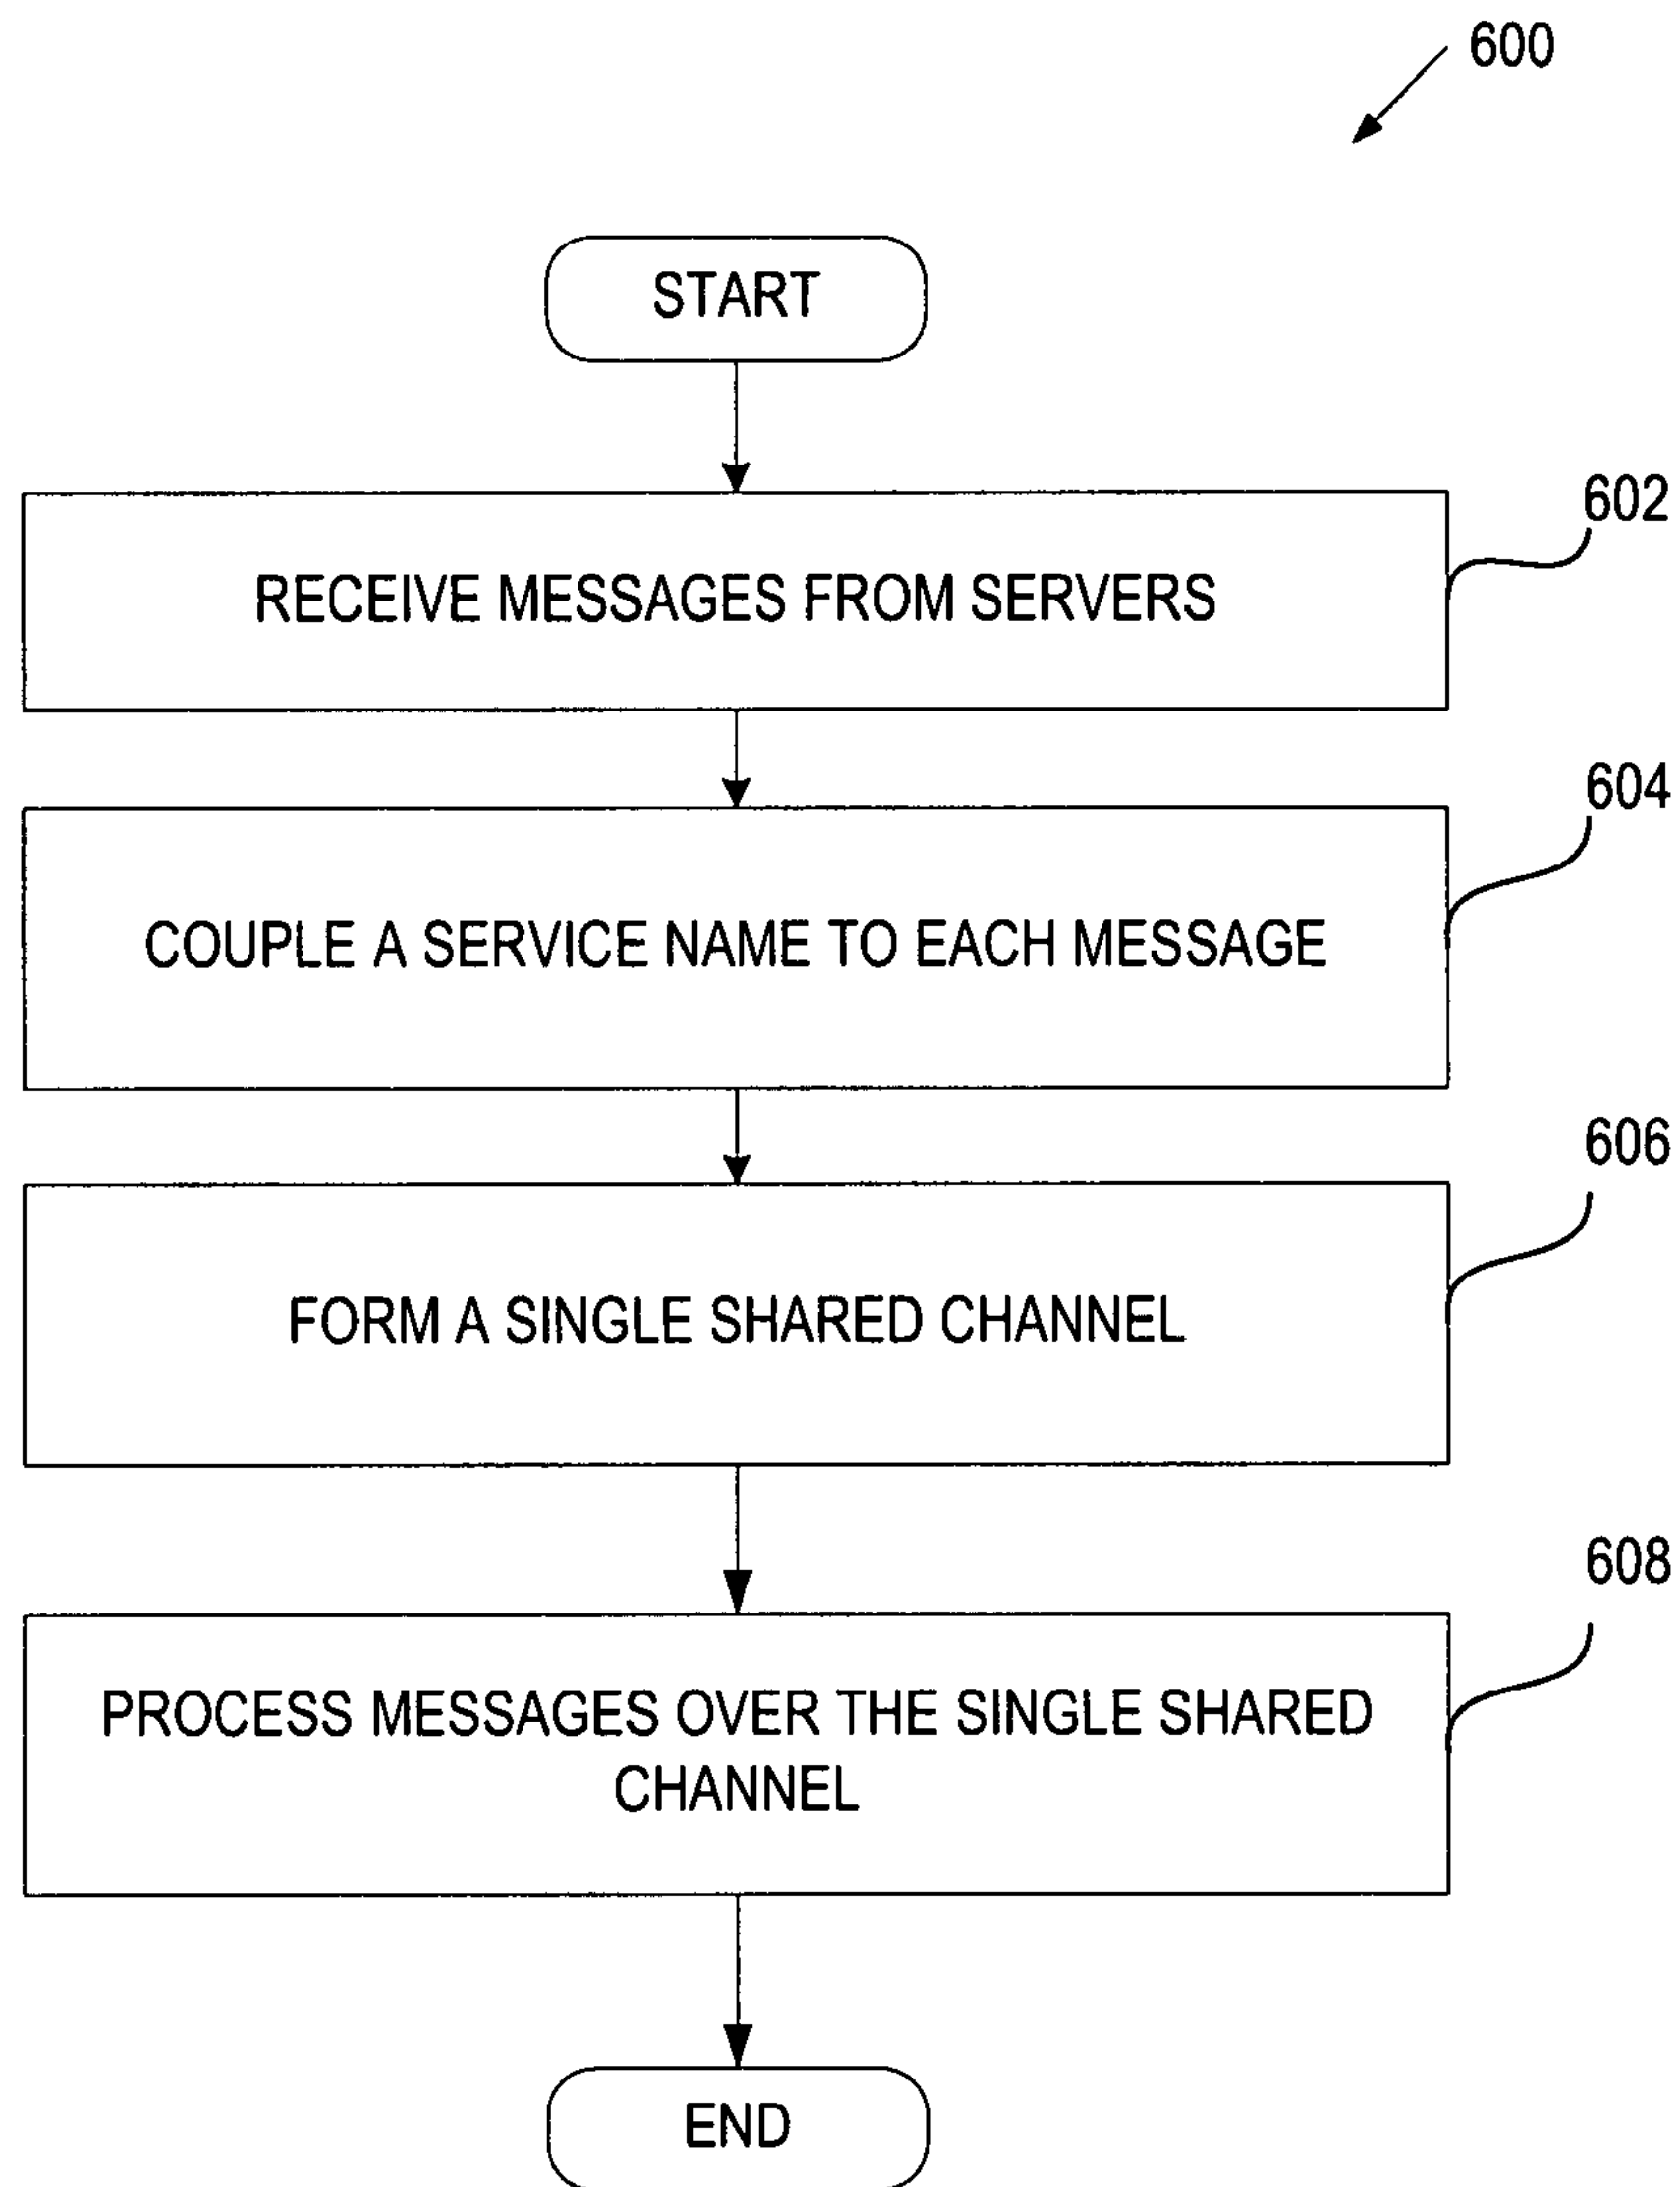 600
START
602
RECEIVE MESSAGES FROM SERVERS
604
COUPLE A SERVICE NAME TO EACH MESSAGE
606
FORM A SINGLE SHARED CHANNEL
608
PROCESS MESSAGES OVER THE SINGLE SHARED
CHANNEL
END